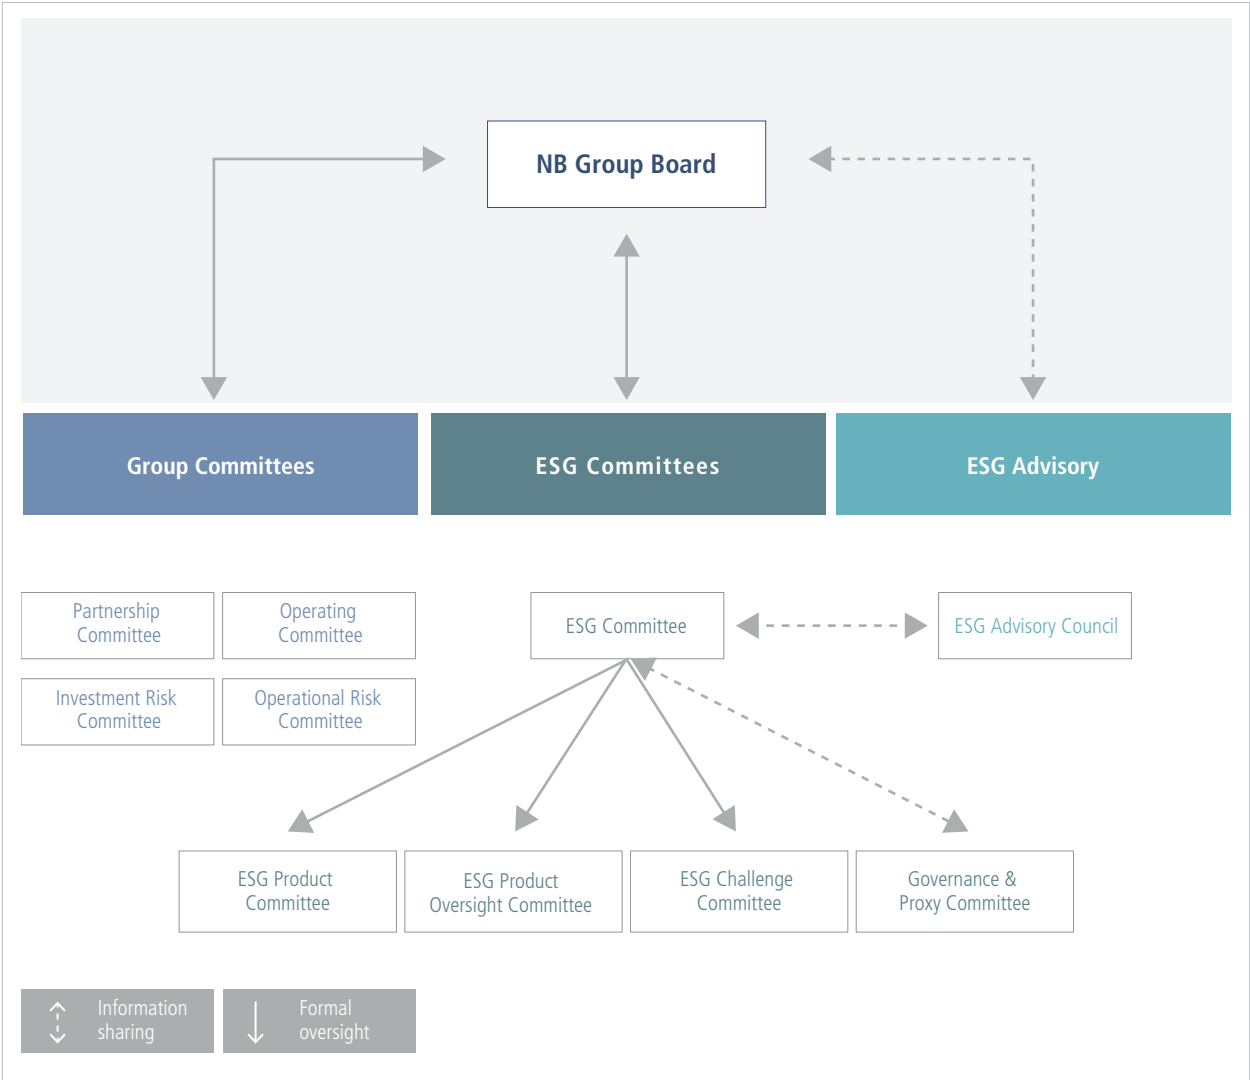 NB Group Board
Group Committees
ESG Committees
ESG Advisory
Partnership
Committee
Operating
Committee
ESG Committee
ESG Advisory Council
Investment Risk
Committee
Operational Risk
Committee
ESG Product
Committee
ESG Product
Oversight Committee
ESG Challenge
Committee
Governance &
Proxy Committee
Information
sharing
Formal
oversight